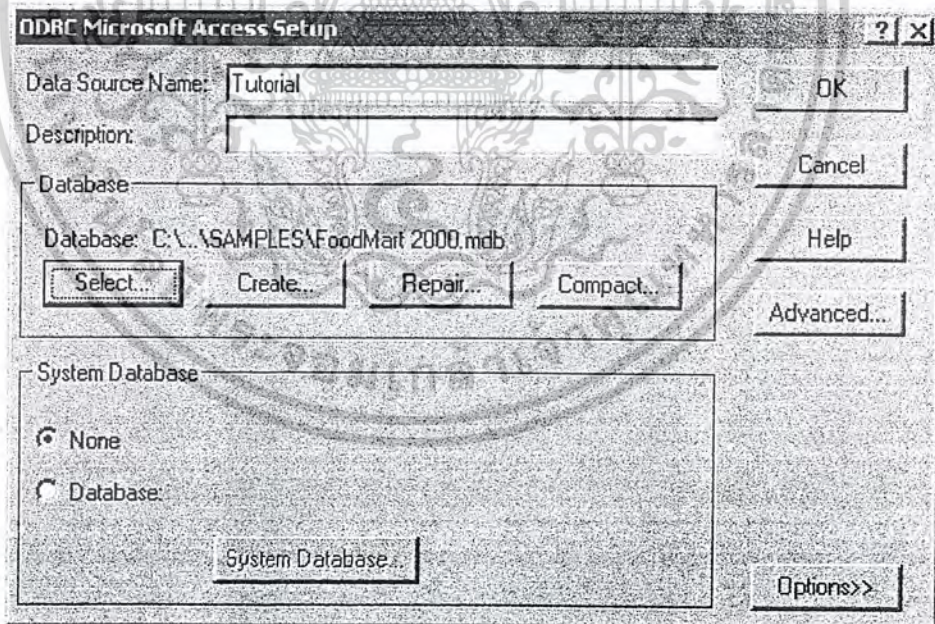 ODBC Microsoft Access Setup
Data Source Name: Tutorial
OK
Description:
Cancel
Database
Database: C:\..\SAMPLES\FoodMart 2000.mdb
Help
Select... Create... Repair... Compact...
Advanced...
System Database
None
Database:
System Database...
Options>>